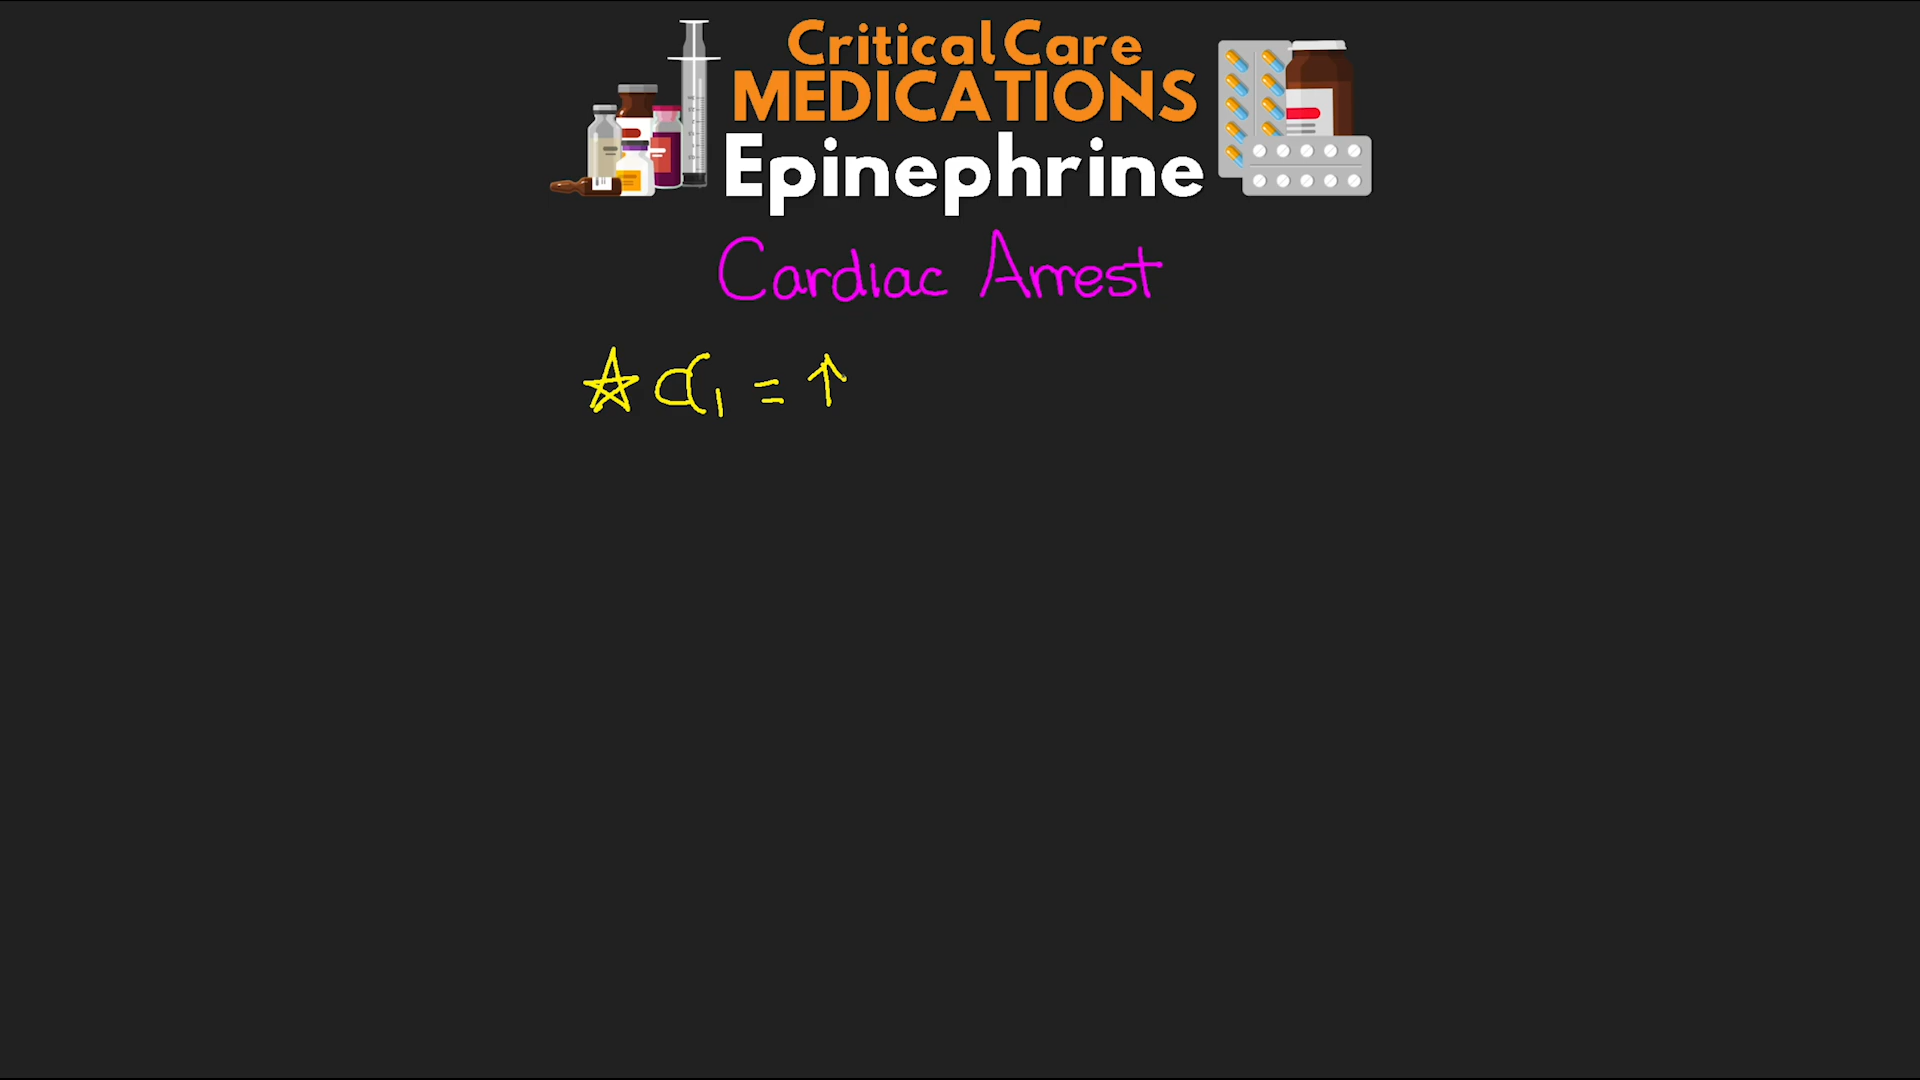 Critical Care
MEDICATIONS
Epinephrine
Cardiac Arrest
☆ α₁ = ↑